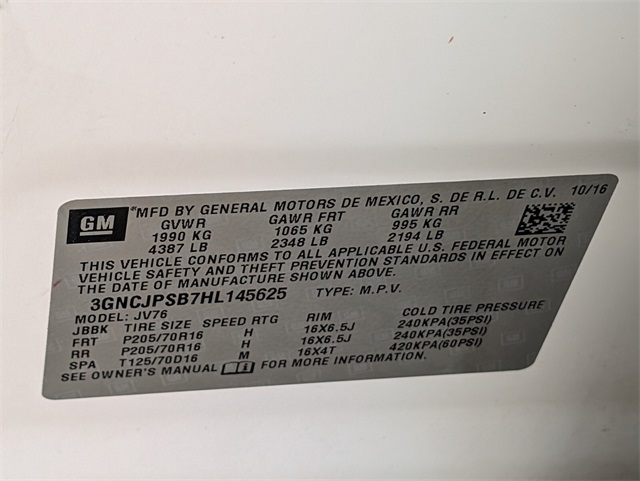 GM
MFD BY GENERAL MOTORS DE MEXICO, S. DE R.L. DE C.V. 10/16
GVWR GAWR FRT GAWR RR
1990 KG 1065 KG 995 KG
4387 LB 2348 LB 2194 LB
THIS VEHICLE CONFORMS TO ALL APPLICABLE U.S. FEDERAL MOTOR
VEHICLE SAFETY AND THEFT PREVENTION STANDARDS IN EFFECT ON
THE DATE OF MANUFACTURE SHOWN ABOVE.
3GNCJPSB7HL145625 TYPE: M.P.V.
MODEL: JV76
JBBK TIRE SIZE SPEED RTG RIM COLD TIRE PRESSURE
FRT P205/70R16 H 16X6.5J 240KPA(35PSI)
RR P205/70R16 H 16X6.5J 240KPA(35PSI)
SPA T125/70D16 M 16X4T 420KPA(60PSI)
SEE OWNER'S MANUAL FOR MORE INFORMATION.